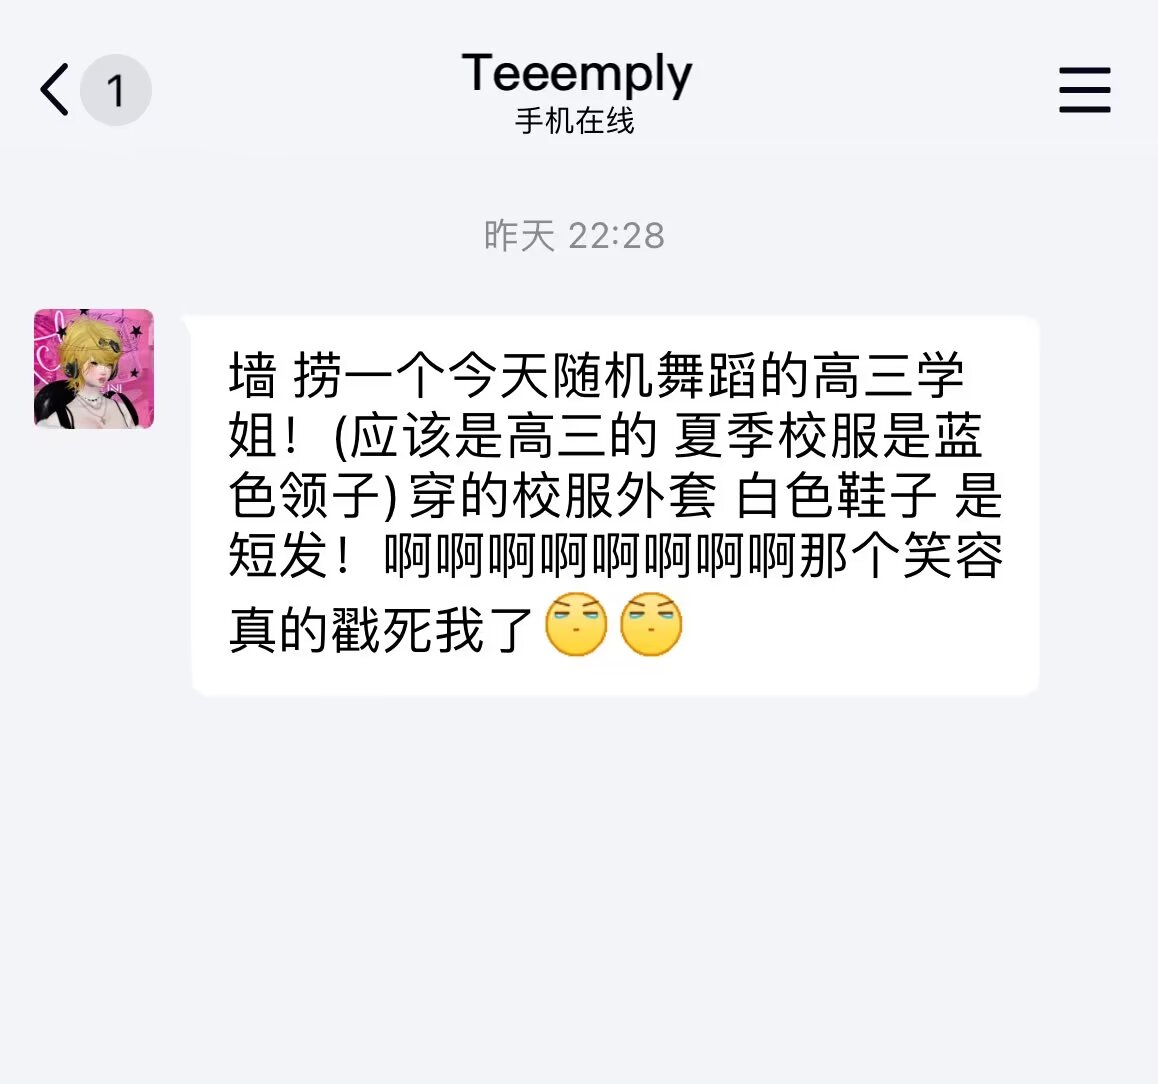 1
Teeemply
手机在线
昨天 22:28
墙 捞一个今天随机舞蹈的高三学
姐！(应该是高三的 夏季校服是蓝
色领子) 穿的校服外套 白色鞋子 是
短发！啊啊啊啊啊啊啊啊那个笑容
真的戳死我了